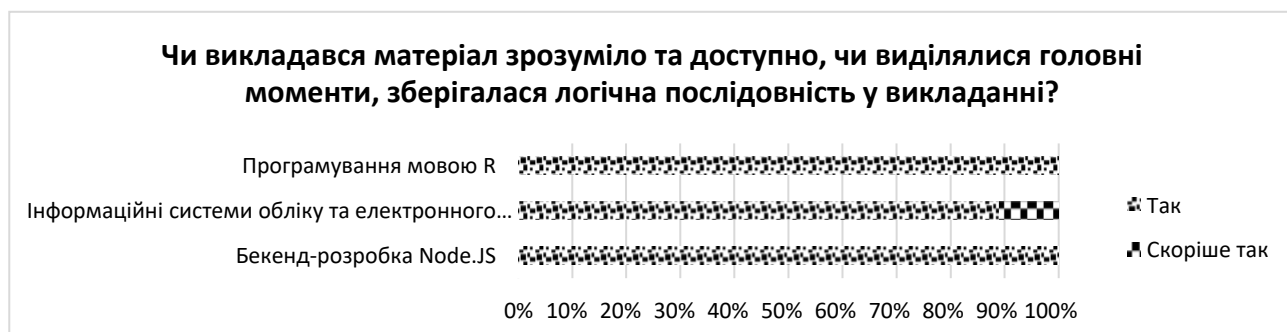 Чи викладався матеріал зрозуміло та доступно, чи виділялися головні
моменти, зберігалася логічна послідовність у викладанні?
Програмування мовою R
Інформаційні системи обліку та електронного...
Бекенд-розробка Node.JS
Так
Скоріше так
0% 10% 20% 30% 40% 50% 60% 70% 80% 90% 100%